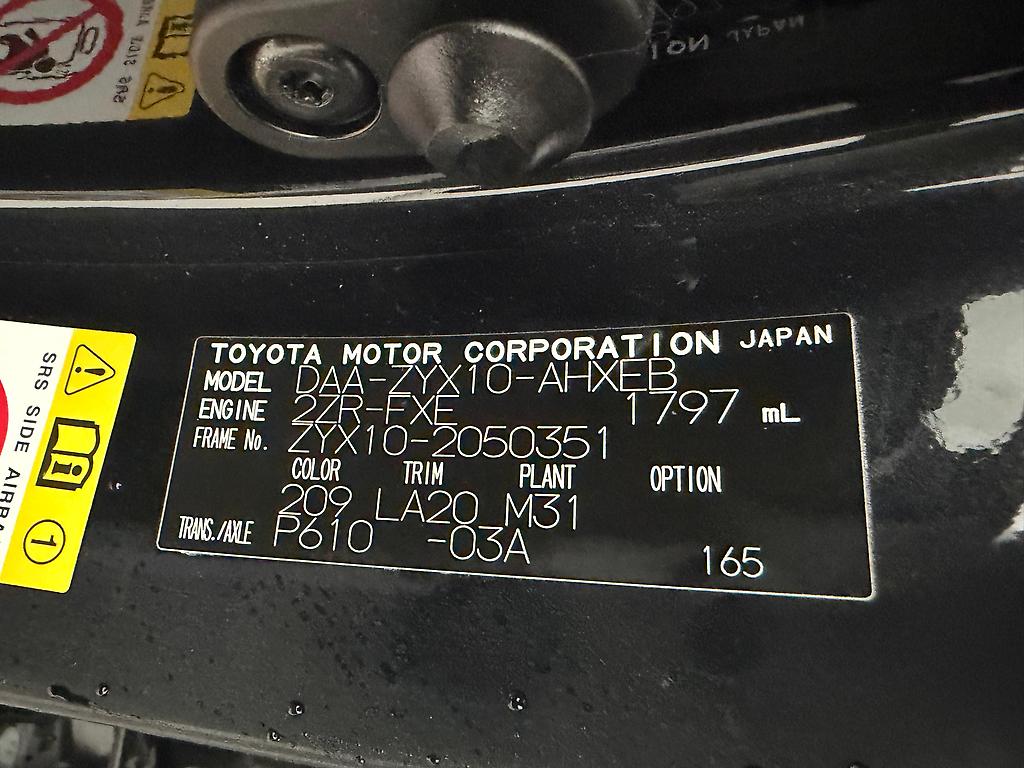 TOYOTA MOTOR CORPORATION JAPAN
MODEL DAA-ZYX10-AHXEB
ENGINE 2ZR-FXE 1797 mL
FRAME No. ZYX10-2050351
COLOR TRIM PLANT OPTION
209 LA20 M31
TRANS./AXLE P610 -03A
165
SRS SIDE
1